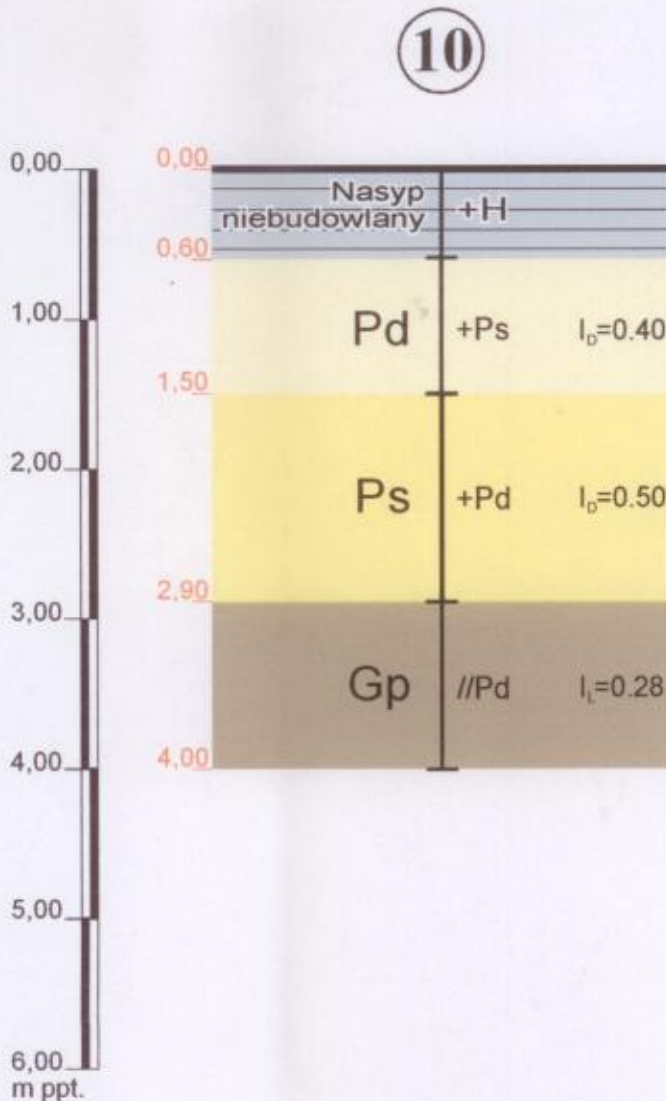 10
0,00
0,00
Nasyp
niebudowlany
+H
0,60
1,00
Pd
+Ps
I_D=0.40
1,50
2,00
Ps
+Pd
I_D=0.50
2,90
3,00
Gp
//Pd
I_L=0.28
4,00
4,00
5,00
6,00
m ppt.